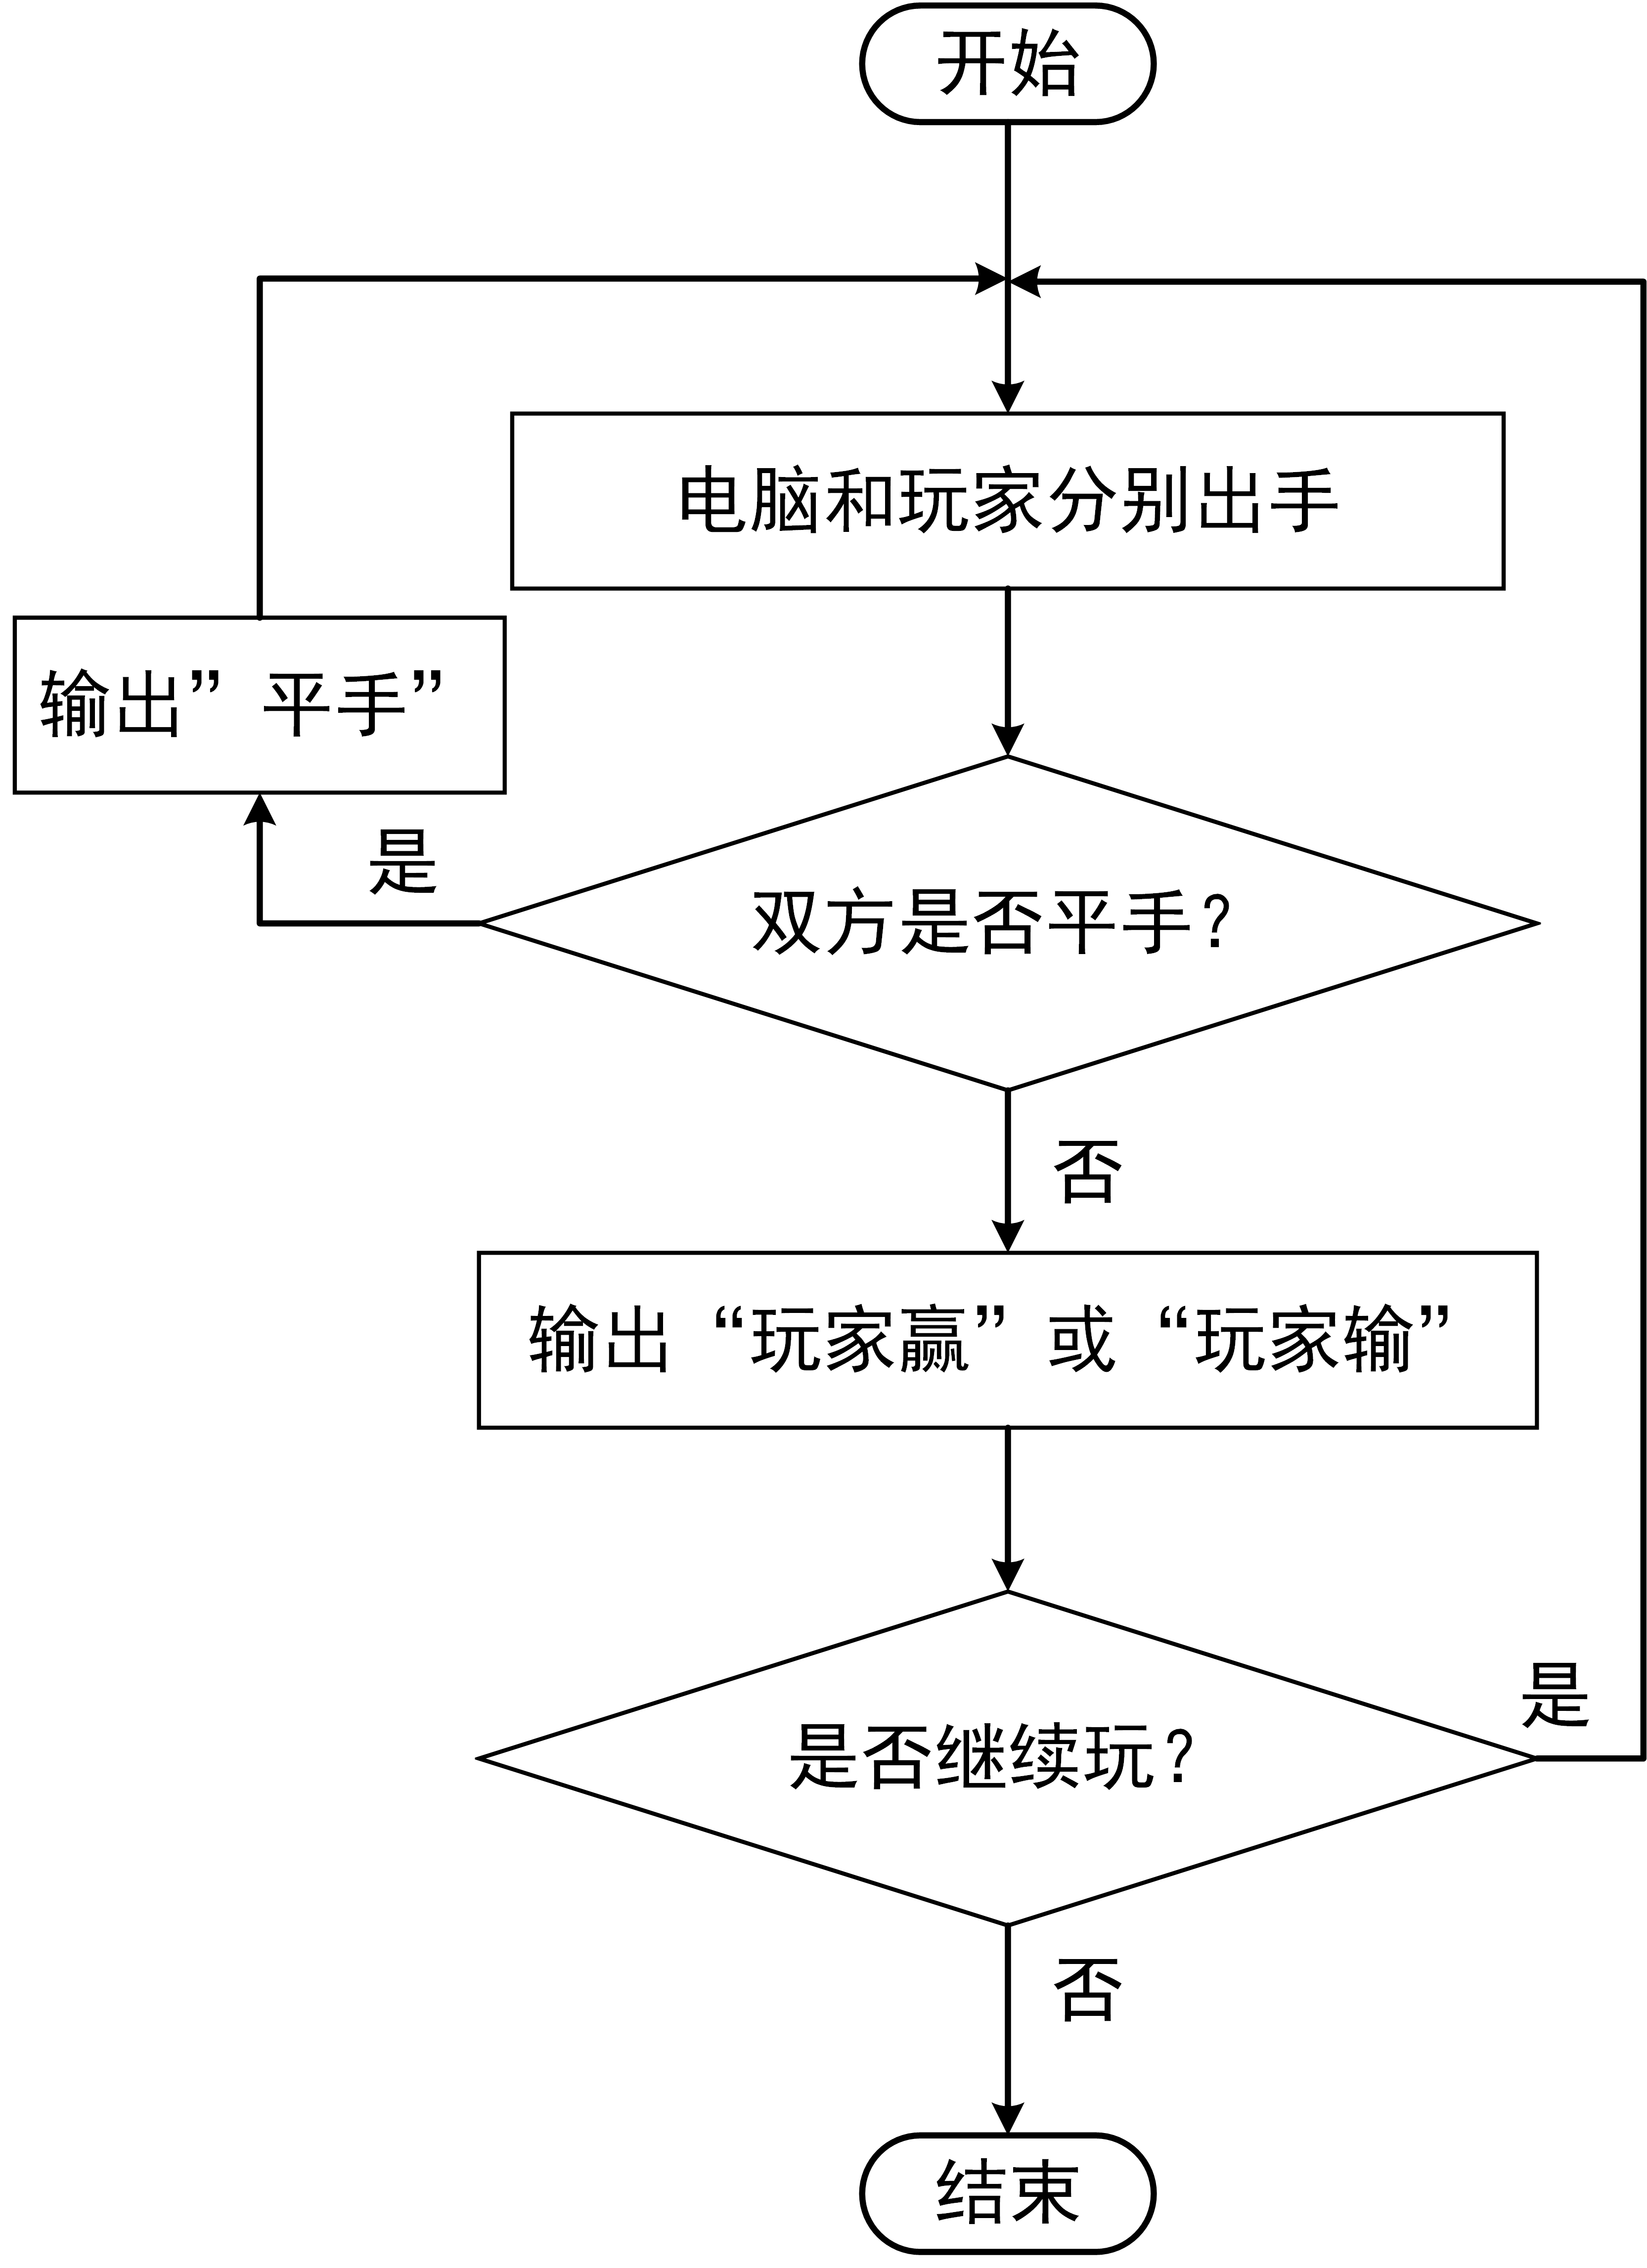 开始
电脑和玩家分别出手
输出” 平手”
是
双方是否平手?
否
输出 “玩家赢” 或 “玩家输”
是
是否继续玩?
否
结束